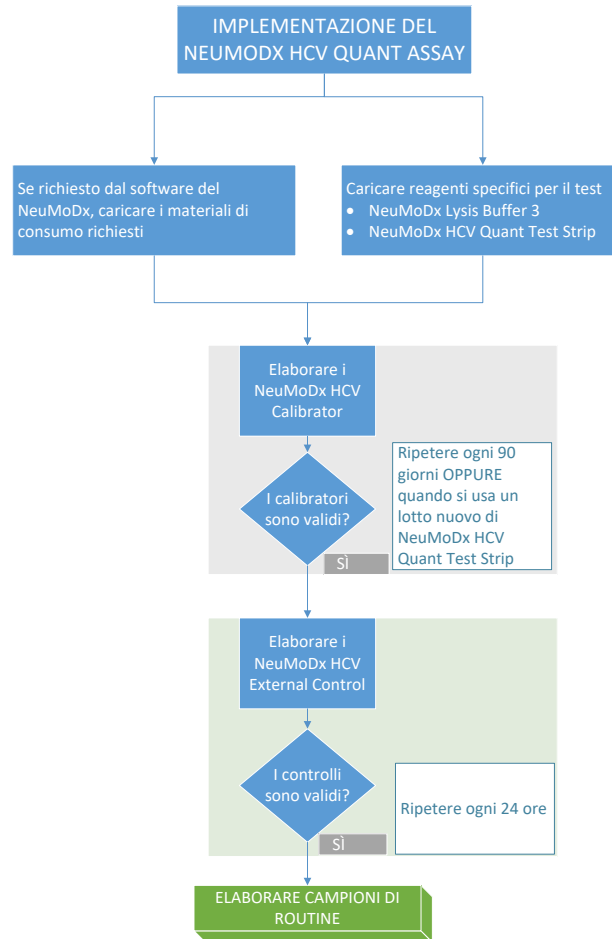 IMPLEMENTAZIONE DEL
NEUMODX HCV QUANT ASSAY
Se richiesto dal software del
NeuMoDx, caricare i materiali di
consumo richiesti
Caricare reagenti specifici per il test
• NeuMoDx Lysis Buffer 3
• NeuMoDx HCV Quant Test Strip
Elaborare i
NeuMoDx HCV
Calibrator
I calibratori
sono validi?
Ripetere ogni 90
giorni OPPURE
quando si usa un
lotto nuovo di
NeuMoDx HCV
Quant Test Strip
SÌ
Elaborare i
NeuMoDx HCV
External Control
I controlli
sono validi?
Ripetere ogni 24 ore
SÌ
ELABORARE CAMPIONI DI
ROUTINE